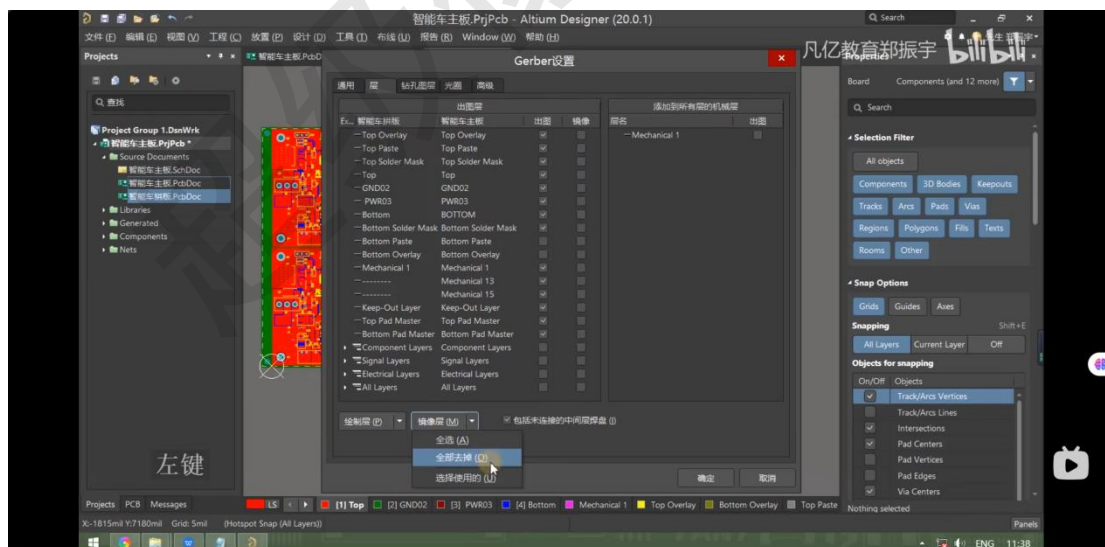 智能车主板.PrjPcb - Altium Designer (20.0.1)
Search
文件 (F) 编辑 (E) 视图 (V) 工程 (C) 放置 (P) 设计 (D) 工具 (T) 布线 (U) 报告 (R) Window (W) 帮助 (H)
凡亿教育郑振宇
bilibili
Projects
智能车主板.PcbD
Gerber设置
Properties
通用 层 钻孔图层 光圈 高级
Board Components (and 12 more)
查找
出图层
添加到所有层的机械层
Search
Ex... 智能车拼板 智能车主板 出图 镜像
层名 出图
Project Group 1.DsnWrk
智能车主板.PrjPcb *
Source Documents
智能车主板.SchDoc
智能车主板.PcbDoc
智能车拼板.PcbDoc
Libraries
Generated
Components
Nets
Top Overlay Top Overlay
Top Paste Top Paste
Top Solder Mask Top Solder Mask
Top Top
GND02 GND02
PWR03 PWR03
Bottom BOTTOM
Bottom Solder Mask Bottom Solder Mask
Bottom Paste Bottom Paste
Bottom Overlay Bottom Overlay
Mechanical 1 Mechanical 1
-------- Mechanical 13
-------- Mechanical 15
Keep-Out Layer Keep-Out Layer
Top Pad Master Top Pad Master
Bottom Pad Master Bottom Pad Master
Component Layers Component Layers
Signal Layers Signal Layers
Electrical Layers Electrical Layers
All Layers All Layers
Mechanical 1
Selection Filter
All objects
Components 3D Bodies Keepouts
Tracks Arcs Pads Vias
Regions Polygons Fills Texts
Rooms Other
Snap Options
Grids Guides Axes
Snapping Shift+E
All Layers Current Layer Off
Objects for snapping
On/Off Objects
Track/Arcs Vertices
Track/Arcs Lines
Intersections
Pad Centers
Pad Vertices
Pad Edges
Via Centers
Nothing selected
绘制层 (P) 镜像层 (M) 包括未连接的中间层焊盘 (I)
全选 (A)
全部去掉 (O)
选择使用的 (U)
左键
确定 取消
Projects PCB Messages
LS [1] Top [2] GND02 [3] PWR03 [4] Bottom Mechanical 1 Top Overlay Bottom Overlay Top Paste
X:-1815mil Y:7180mil Grid: 5mil (Hotspot Snap (All Layers))
Panels
ENG 11:38